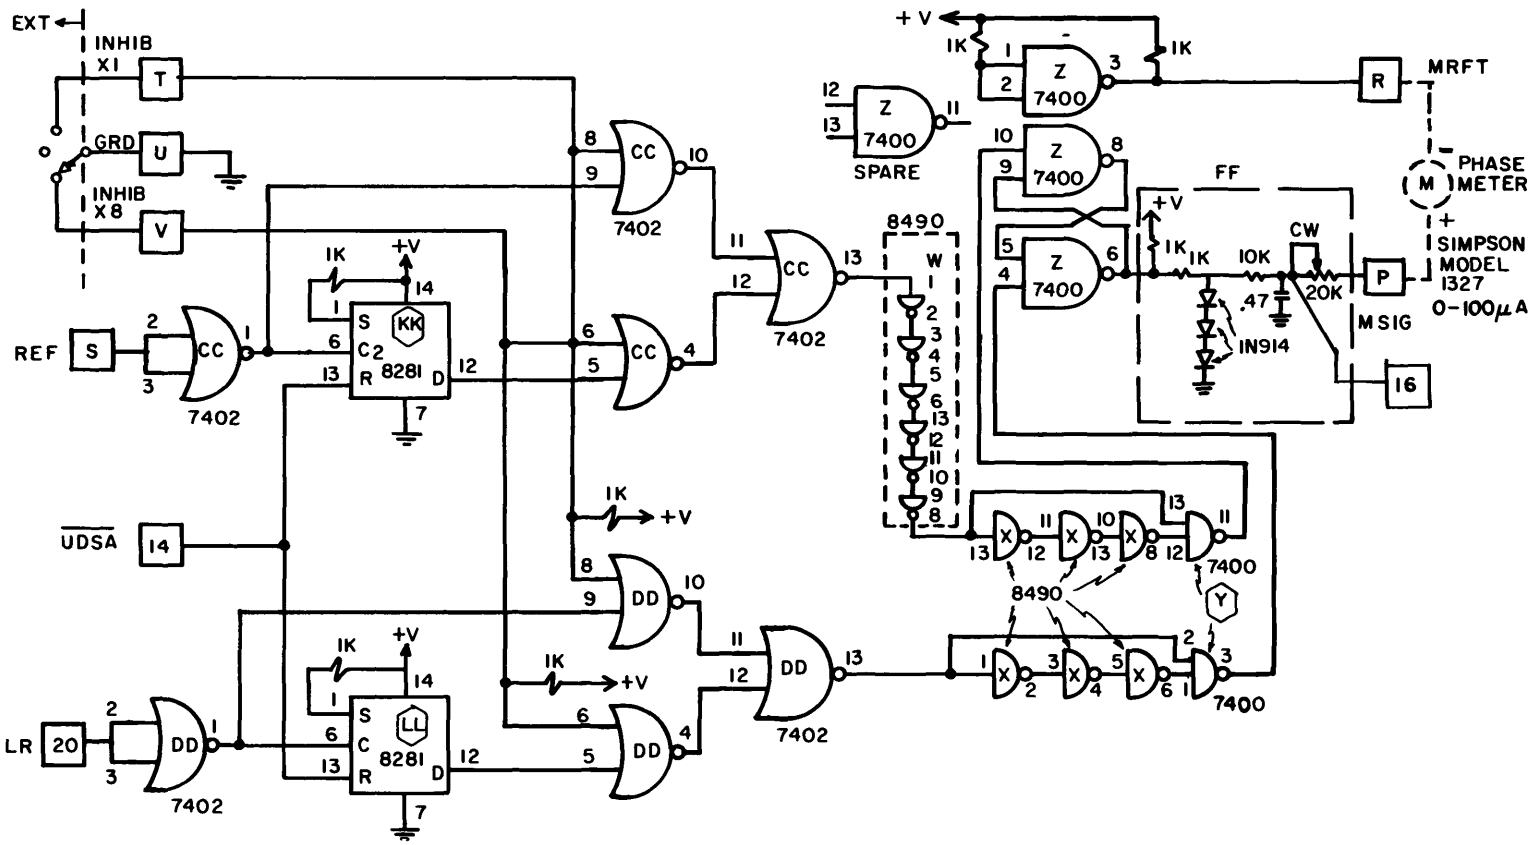 EXT
INHIB
X1
T
GRD
U
INHIB
X8
V
REF
S
2
3
CC
1
7402
1K
+V
14
1
S
KK
6
C2
8281
13
R
D
12
7
UDSA
14
LR
20
2
3
DD
1
7402
1K
+V
14
1
S
LL
6
C
8281
13
R
D
12
7
8
9
CC
10
7402
6
5
CC
4
11
12
CC
13
7402
1K
+V
8
9
DD
10
1K
+V
6
5
DD
4
11
12
DD
13
7402
+V
1K
1K
1
2
Z
7400
3
12
13
Z
7400
11
SPARE
10
9
Z
7400
8
5
4
Z
7400
6
8490
W
1
2
3
4
5
6
13
12
11
10
9
8
FF
+V
1K
1K
10K
CW
.47
20K
1N914
R
MRFT
-
M
PHASE
METER
+
SIMPSON
MODEL
1327
0-100μA
P
MSIG
16
13
X
12
11
X
13
10
X
8
13
12
11
7400
8490
Y
1
X
2
3
X
4
5
X
6
2
1
3
7400